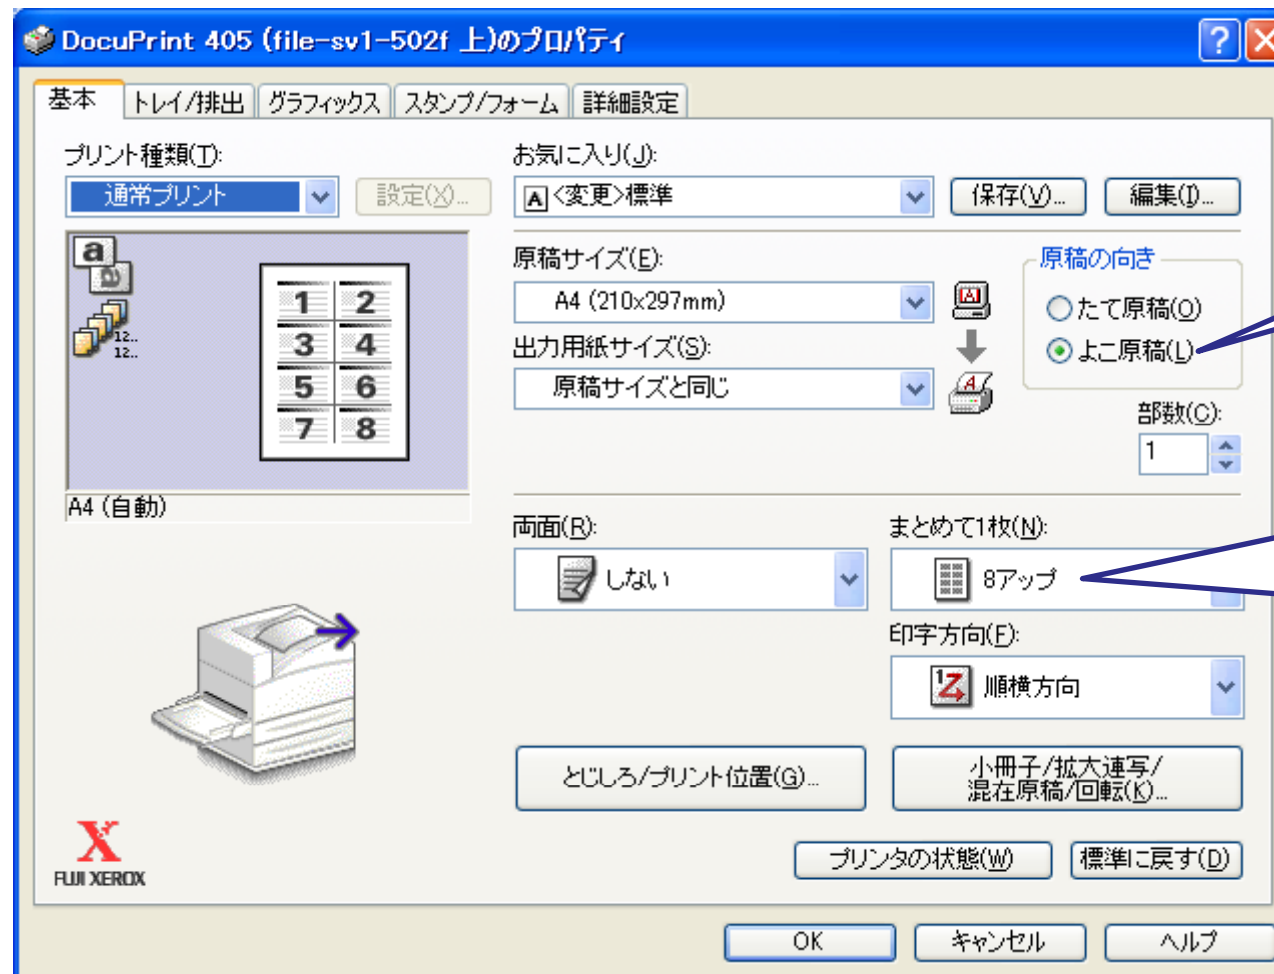 DocuPrint 405 (file-sv1-502f 上)のプロパティ
基本 トレイ/排出 グラフィックス スタンプ/フォーム 詳細設定
プリント種類(T):
通常プリント
設定(X)...
お気に入り(J):
A <変更>標準
保存(V)...
編集(I)...
a
a
12..
12..
1 2
3 4
5 6
7 8
A4 (自動)
原稿サイズ(E):
A4 (210x297mm)
出力用紙サイズ(S):
原稿サイズと同じ
A
A
原稿の向き
たて原稿(O)
よこ原稿(L)
部数(C):
1
両面(R):
しない
まとめて1枚(N):
8アップ
印字方向(F):
1 順横方向
とじしろ/プリント位置(G)...
小冊子/拡大連写/
混在原稿/回転(K)...
X
FUJI XEROX
プリンタの状態(W)
標準に戻す(D)
OK
キャンセル
ヘルプ